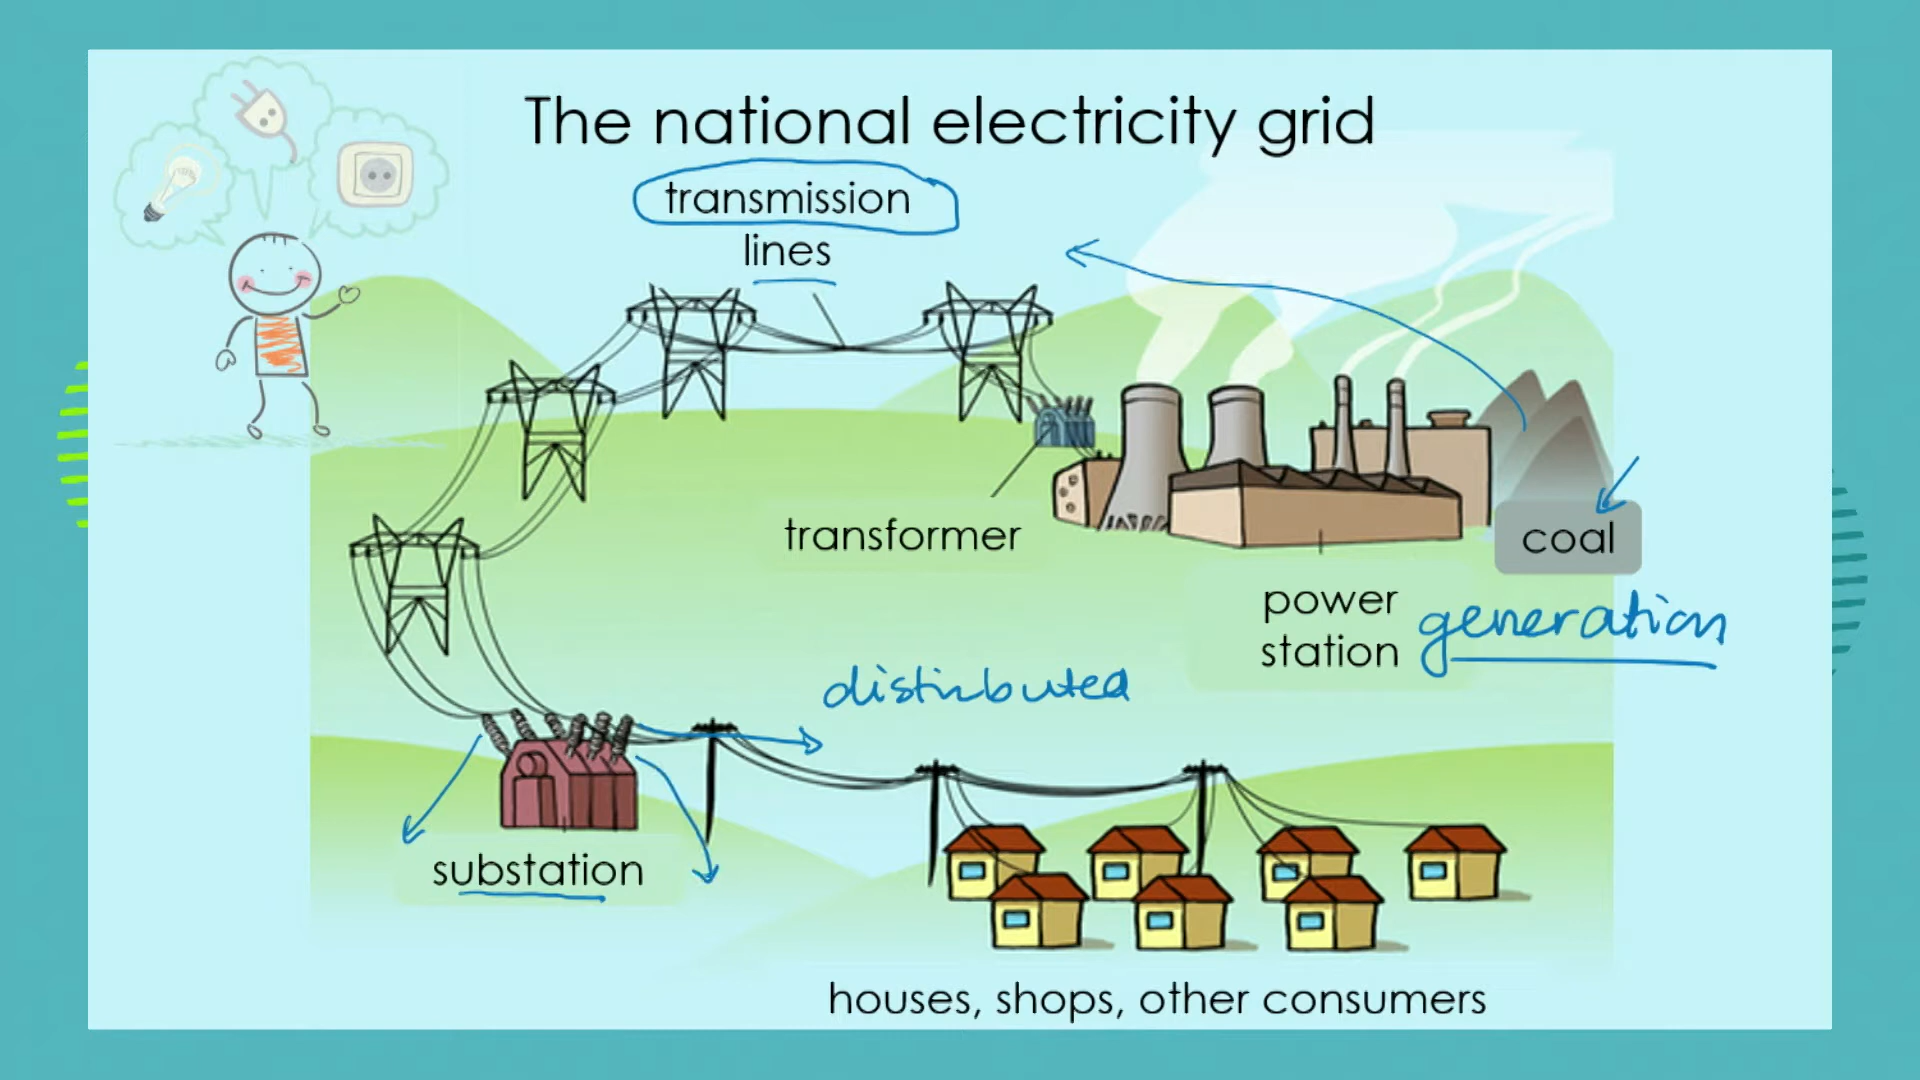 The national electricity grid
transmission
lines
transformer
coal
power
station
generation
distributed
substation
houses, shops, other consumers